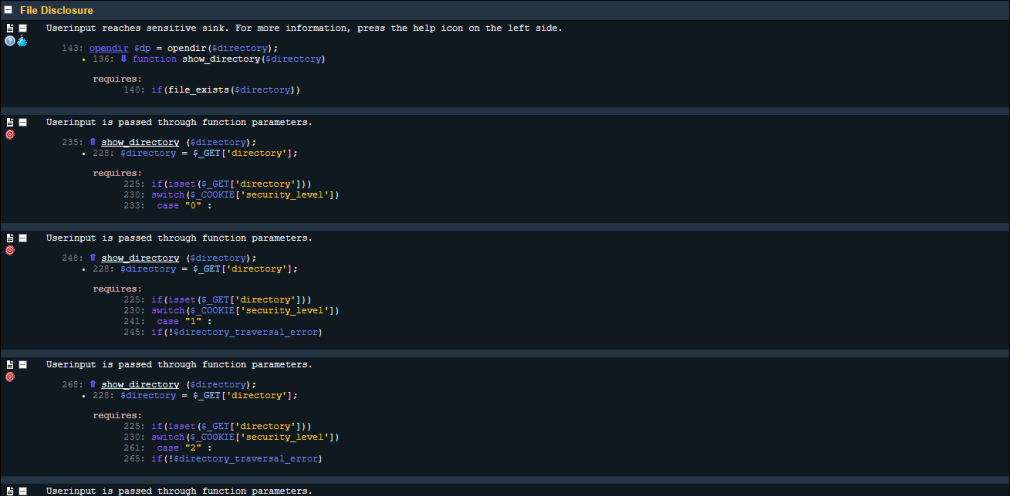 File Disclosure
Userinput reaches sensitive sink. For more information, press the help icon on the left side.
143: opendir $dp = opendir($directory);
• 136: ⬇ function show_directory($directory)
requires:
140: if(file_exists($directory))
Userinput is passed through function parameters.
235: ⬆ show_directory ($directory);
• 228: $directory = $_GET['directory'];
requires:
225: if(isset($_GET['directory']))
230: switch($_COOKIE['security_level'])
233: case "0" :
Userinput is passed through function parameters.
248: ⬆ show_directory ($directory);
• 228: $directory = $_GET['directory'];
requires:
225: if(isset($_GET['directory']))
230: switch($_COOKIE['security_level'])
241: case "1" :
245: if(!$directory_traversal_error)
Userinput is passed through function parameters.
268: ⬆ show_directory ($directory);
• 228: $directory = $_GET['directory'];
requires:
225: if(isset($_GET['directory']))
230: switch($_COOKIE['security_level'])
261: case "2" :
265: if(!$directory_traversal_error)
Userinput is passed through function parameters.